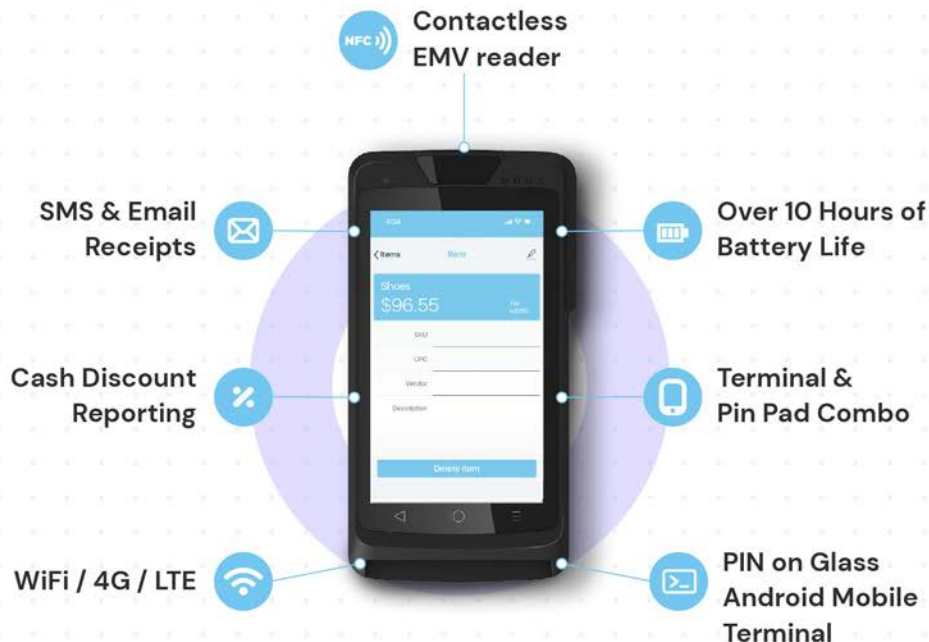 NFC
Contactless
EMV reader
SMS & Email
Receipts
Over 10 Hours of
Battery Life
Items
Item
Shoes
$96.55
SKU
UPC
Vendor
Description
Delete item
Cash Discount
Reporting
Terminal &
Pin Pad Combo
WiFi / 4G / LTE
PIN on Glass
Android Mobile
Terminal